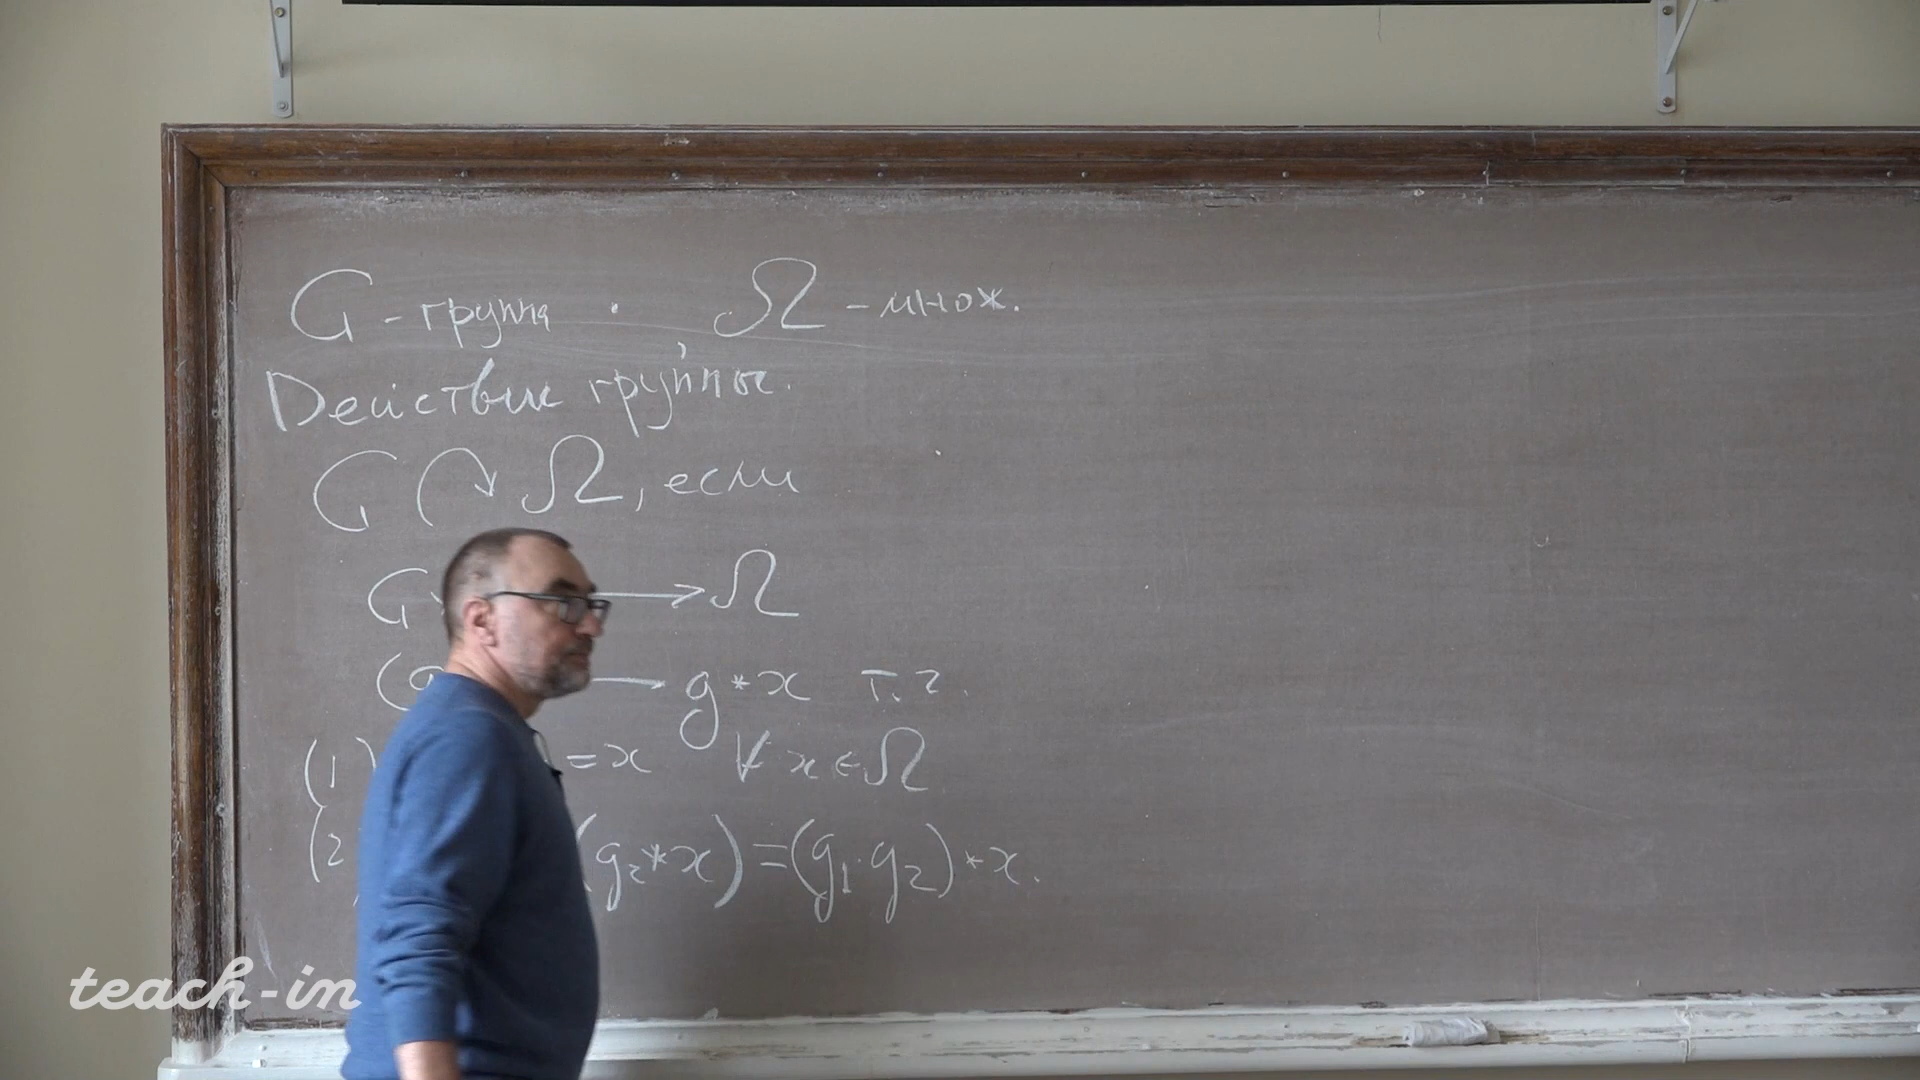 G - группа . Ω - множ.
Действие группы.
G ↷ Ω, если
G → Ω
( — g * x т.ч.
(1) = x ∀ x ∈ Ω
(2 (g₂ * x) = (g₁ · g₂) * x.
teach-in